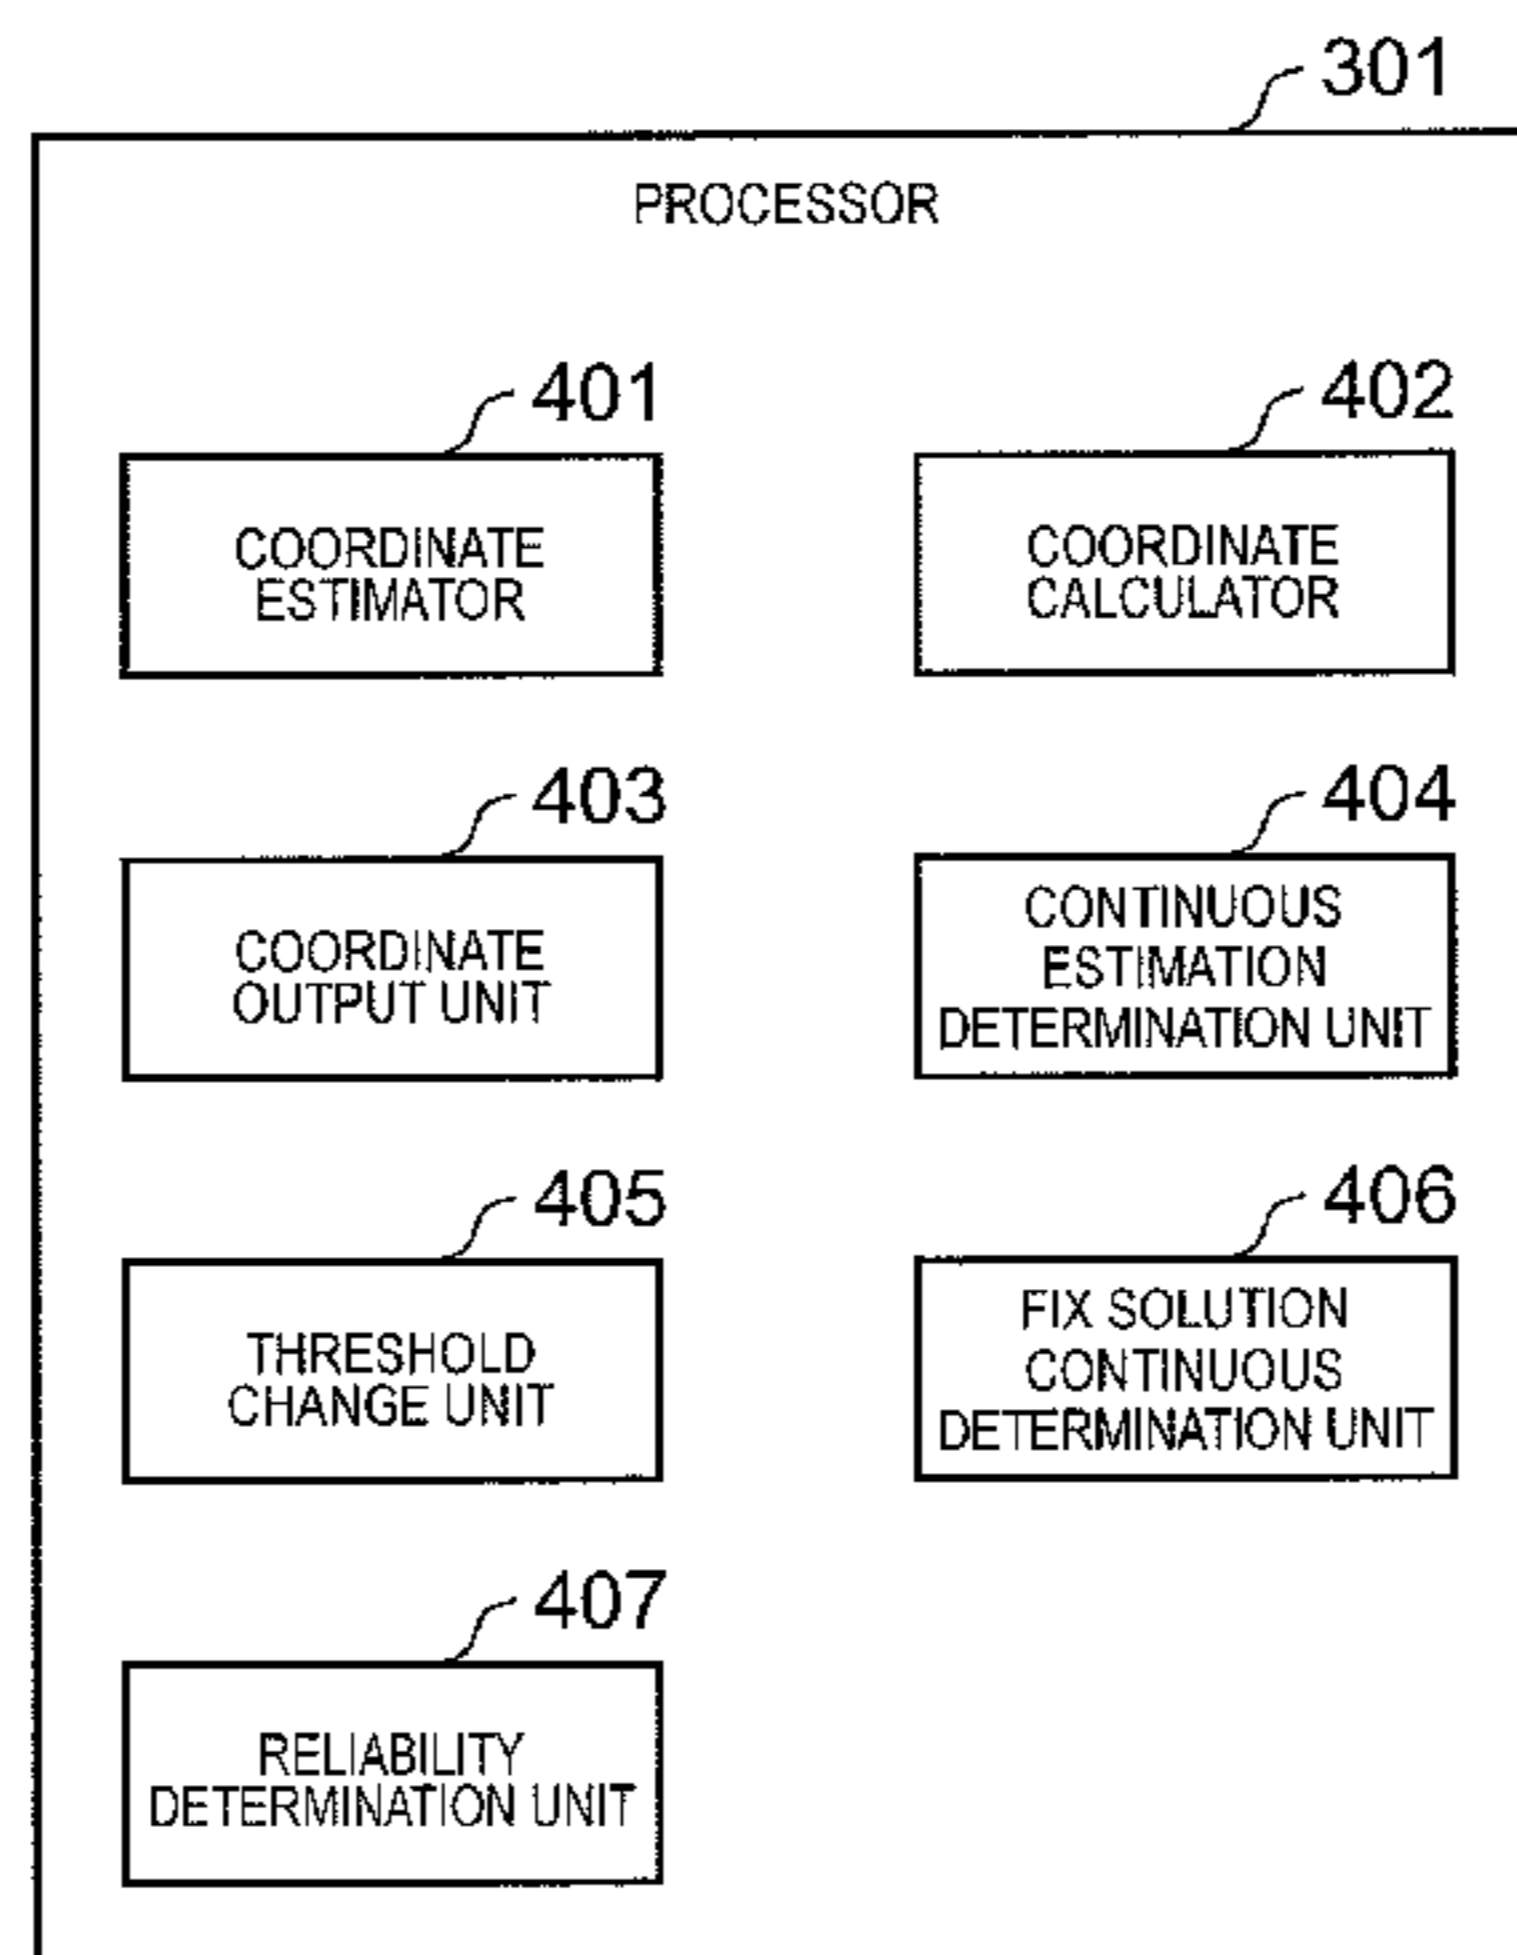 301
PROCESSOR
401
COORDINATE
ESTIMATOR
402
COORDINATE
CALCULATOR
403
COORDINATE
OUTPUT UNIT
404
CONTINUOUS
ESTIMATION
DETERMINATION UNIT
405
THRESHOLD
CHANGE UNIT
406
FIX SOLUTION
CONTINUOUS
DETERMINATION UNIT
407
RELIABILITY
DETERMINATION UNIT